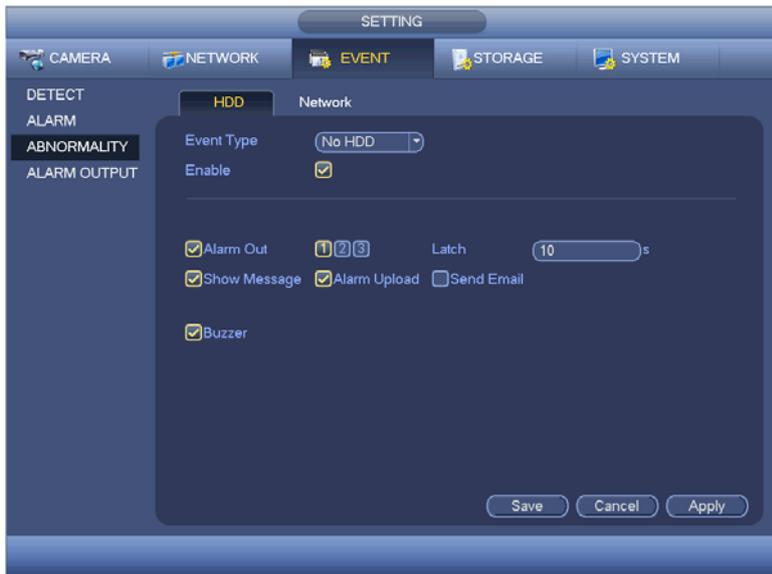 SETTING
CAMERA NETWORK EVENT STORAGE SYSTEM
DETECT
ALARM
ABNORMALITY
ALARM OUTPUT
HDD Network
Event Type No HDD
Enable
Alarm Out 1 2 3 Latch 10 s
Show Message Alarm Upload Send Email
Buzzer
Save Cancel Apply